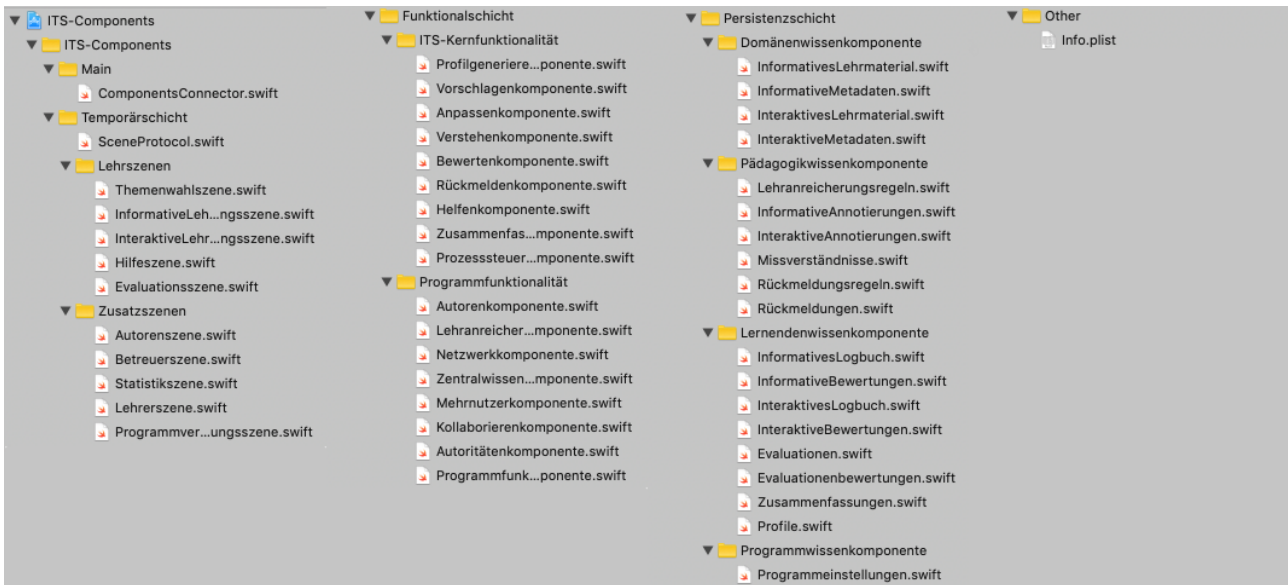 ITS-Components
ITS-Components
Main
ComponentsConnector.swift
Temporärschicht
SceneProtocol.swift
Lehrszenen
Themenwahlszene.swift
InformativeLeh...ngsszene.swift
InteraktiveLehr...ngsszene.swift
Hilfeszene.swift
Evaluationsszene.swift
Zusatzszenen
Autorenszene.swift
Betreuerszene.swift
Statistikszene.swift
Lehrerszene.swift
Programmver...ungsszene.swift
Funktionalschicht
ITS-Kernfunktionalität
Profilgeneriere...ponente.swift
Vorschlagenkomponente.swift
Anpassenkomponente.swift
Verstehenkomponente.swift
Bewertenkomponente.swift
Rückmeldenkomponente.swift
Helfenkomponente.swift
Zusammenfas...mponente.swift
Prozesssteuer...mponente.swift
Programmfunktionalität
Autorenkomponente.swift
Lehranreicher...mponente.swift
Netzwerkkomponente.swift
Zentralwissen...mponente.swift
Mehrnutzerkomponente.swift
Kollaborierenkomponente.swift
Autoritätenkomponente.swift
Programmfunk...ponente.swift
Persistenzschicht
Domänenwissenkomponente
InformativesLehrmaterial.swift
InformativeMetadaten.swift
InteraktivesLehrmaterial.swift
InteraktiveMetadaten.swift
Pädagogikwissenkomponente
Lehranreicherungsregeln.swift
InformativeAnnotierungen.swift
InteraktiveAnnotierungen.swift
Missverständnisse.swift
Rückmeldungsregeln.swift
Rückmeldungen.swift
Lernendenwissenkomponente
InformativesLogbuch.swift
InformativeBewertungen.swift
InteraktivesLogbuch.swift
InteraktiveBewertungen.swift
Evaluationen.swift
Evaluationenbewertungen.swift
Zusammenfassungen.swift
Profile.swift
Programmwissenkomponente
Programmeinstellungen.swift
Other
Info.plist